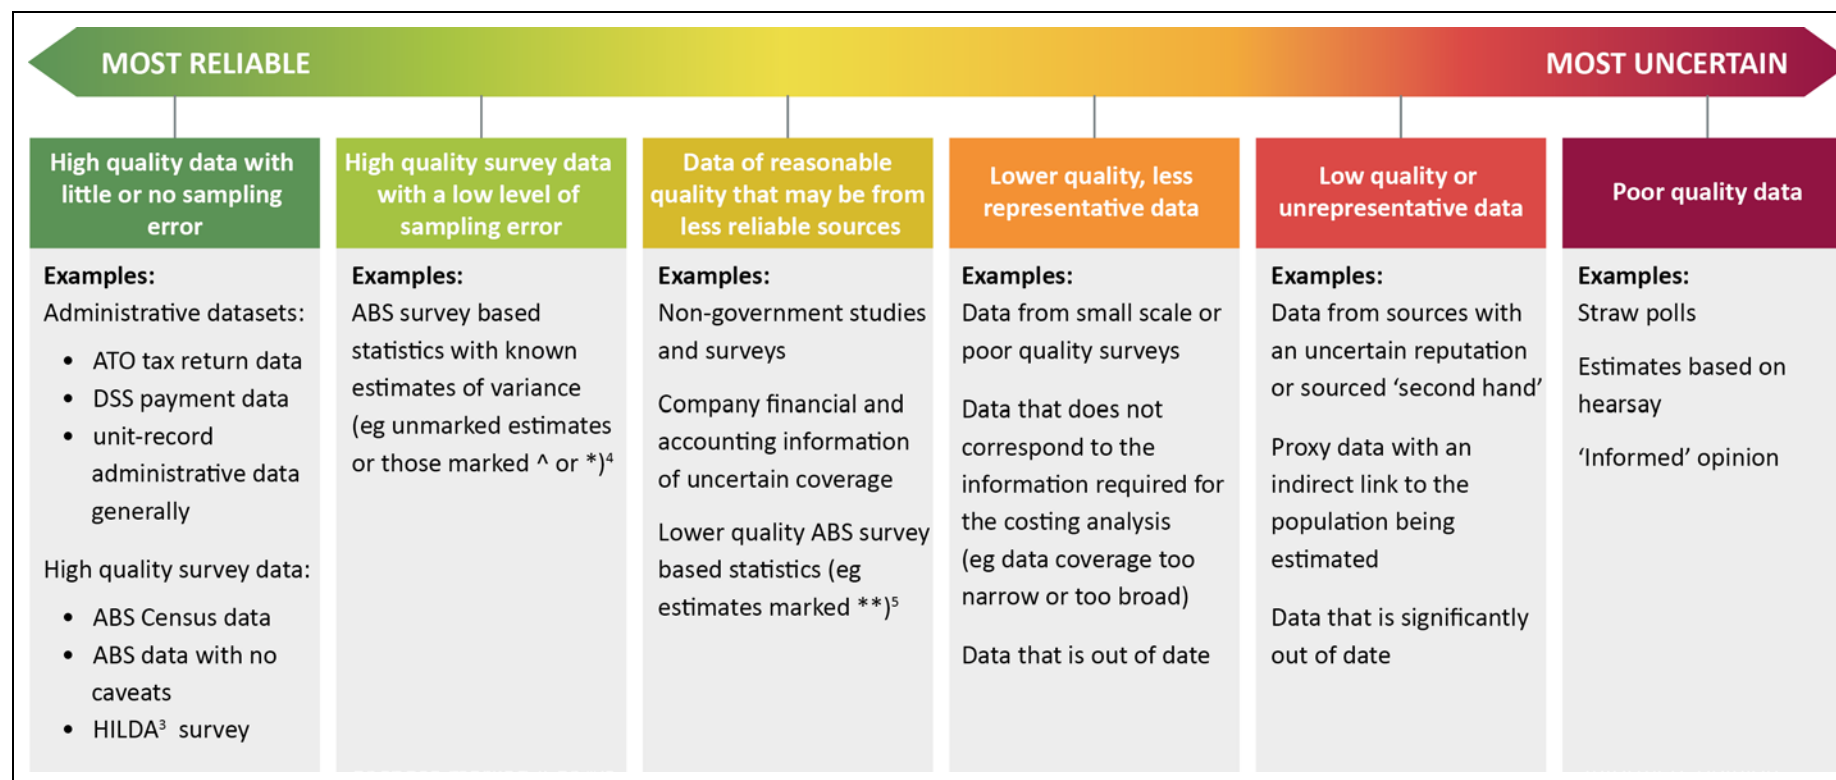 MOST RELIABLE
MOST UNCERTAIN
High quality data with
little or no sampling
error
Examples:
Administrative datasets:
• ATO tax return data
• DSS payment data
• unit-record
administrative data
generally
High quality survey data:
• ABS Census data
• ABS data with no
caveats
• HILDA³ survey
High quality survey data
with a low level of
sampling error
Examples:
ABS survey based
statistics with known
estimates of variance
(eg unmarked estimates
or those marked ^ or *)⁴
Data of reasonable
quality that may be from
less reliable sources
Examples:
Non-government studies
and surveys
Company financial and
accounting information
of uncertain coverage
Lower quality ABS survey
based statistics (eg
estimates marked **)⁵
Lower quality, less
representative data
Examples:
Data from small scale or
poor quality surveys
Data that does not
correspond to the
information required for
the costing analysis
(eg data coverage too
narrow or too broad)
Data that is out of date
Low quality or
unrepresentative data
Examples:
Data from sources with
an uncertain reputation
or sourced ‘second hand’
Proxy data with an
indirect link to the
population being
estimated
Data that is significantly
out of date
Poor quality data
Examples:
Straw polls
Estimates based on
hearsay
‘Informed’ opinion